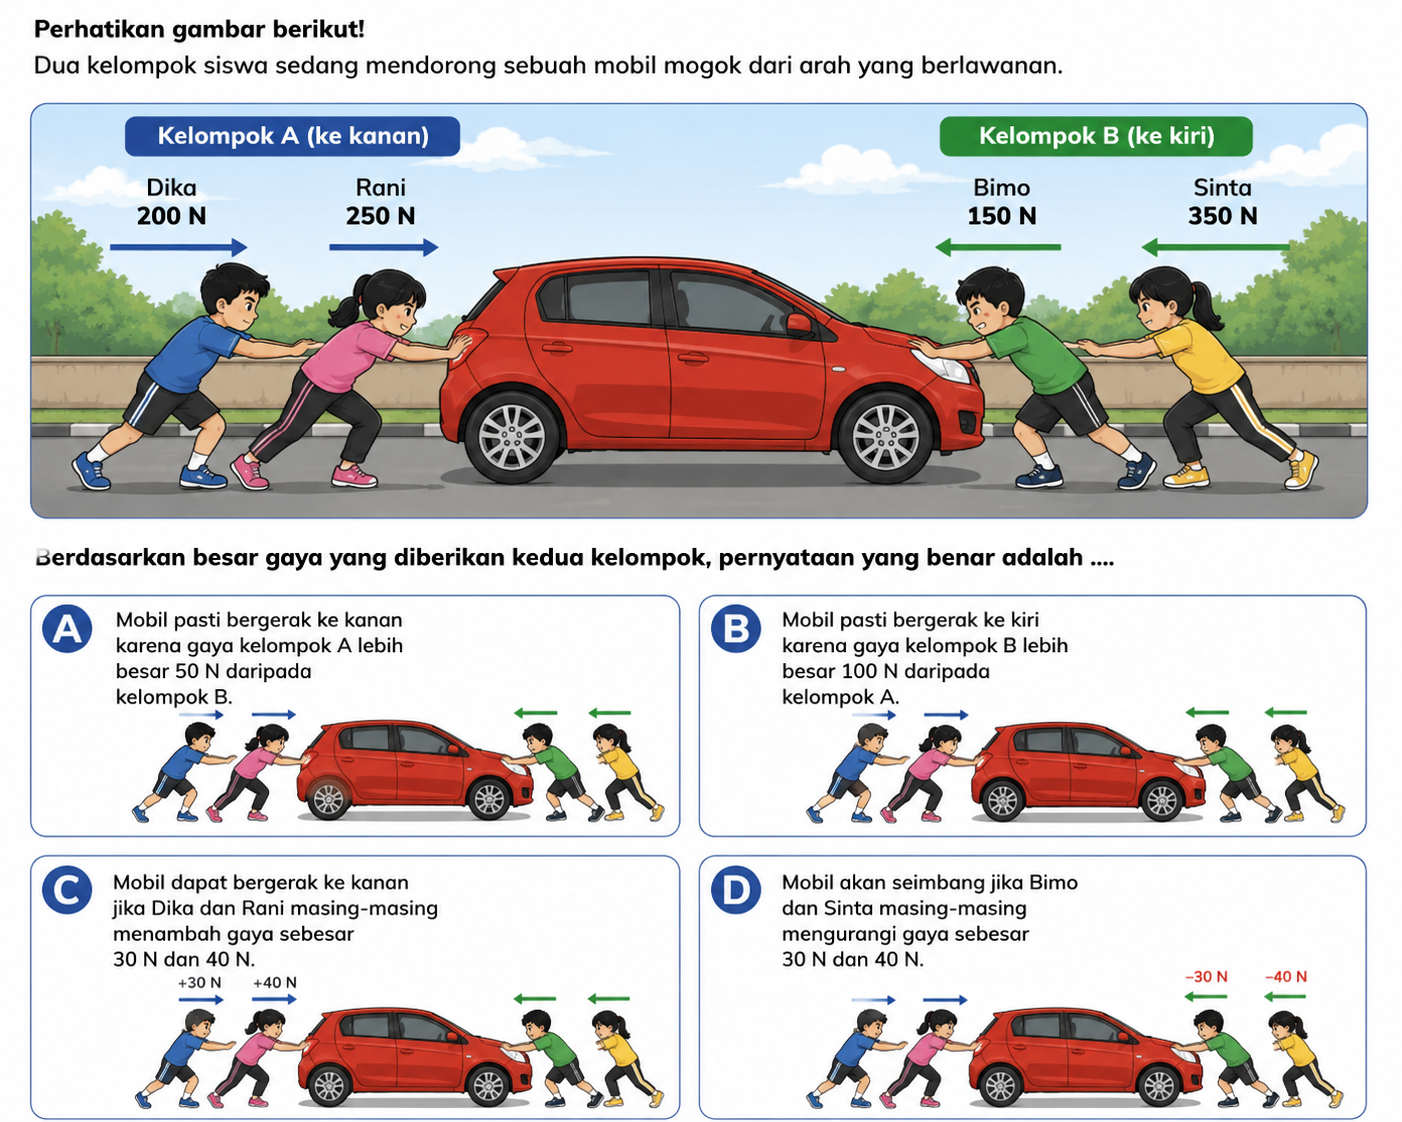 Perhatikan gambar berikut!
Dua kelompok siswa sedang mendorong sebuah mobil mogok dari arah yang berlawanan.
Kelompok A (ke kanan)
Kelompok B (ke kiri)
Dika
200 N
Rani
250 N
Bimo
150 N
Sinta
350 N
Berdasarkan besar gaya yang diberikan kedua kelompok, pernyataan yang benar adalah ....
A
Mobil pasti bergerak ke kanan
karena gaya kelompok A lebih
besar 50 N daripada
kelompok B.
B
Mobil pasti bergerak ke kiri
karena gaya kelompok B lebih
besar 100 N daripada
kelompok A.
C
Mobil dapat bergerak ke kanan
jika Dika dan Rani masing-masing
menambah gaya sebesar
30 N dan 40 N.
+30 N
+40 N
D
Mobil akan seimbang jika Bimo
dan Sinta masing-masing
mengurangi gaya sebesar
30 N dan 40 N.
−30 N
−40 N